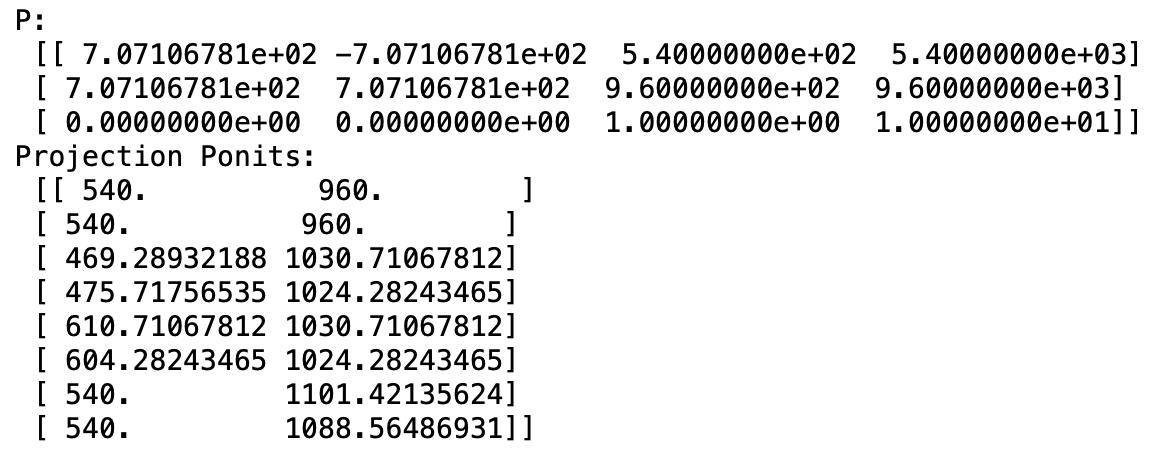 P:
[[ 7.07106781e+02 -7.07106781e+02  5.40000000e+02  5.40000000e+03]
[ 7.07106781e+02  7.07106781e+02  9.60000000e+02  9.60000000e+03]
[ 0.00000000e+00  0.00000000e+00  1.00000000e+00  1.00000000e+01]]
Projection Ponits:
[[ 540.          960.        ]
[ 540.          960.        ]
[ 469.28932188 1030.71067812]
[ 475.71756535 1024.28243465]
[ 610.71067812 1030.71067812]
[ 604.28243465 1024.28243465]
[ 540.         1101.42135624]
[ 540.         1088.56486931]]